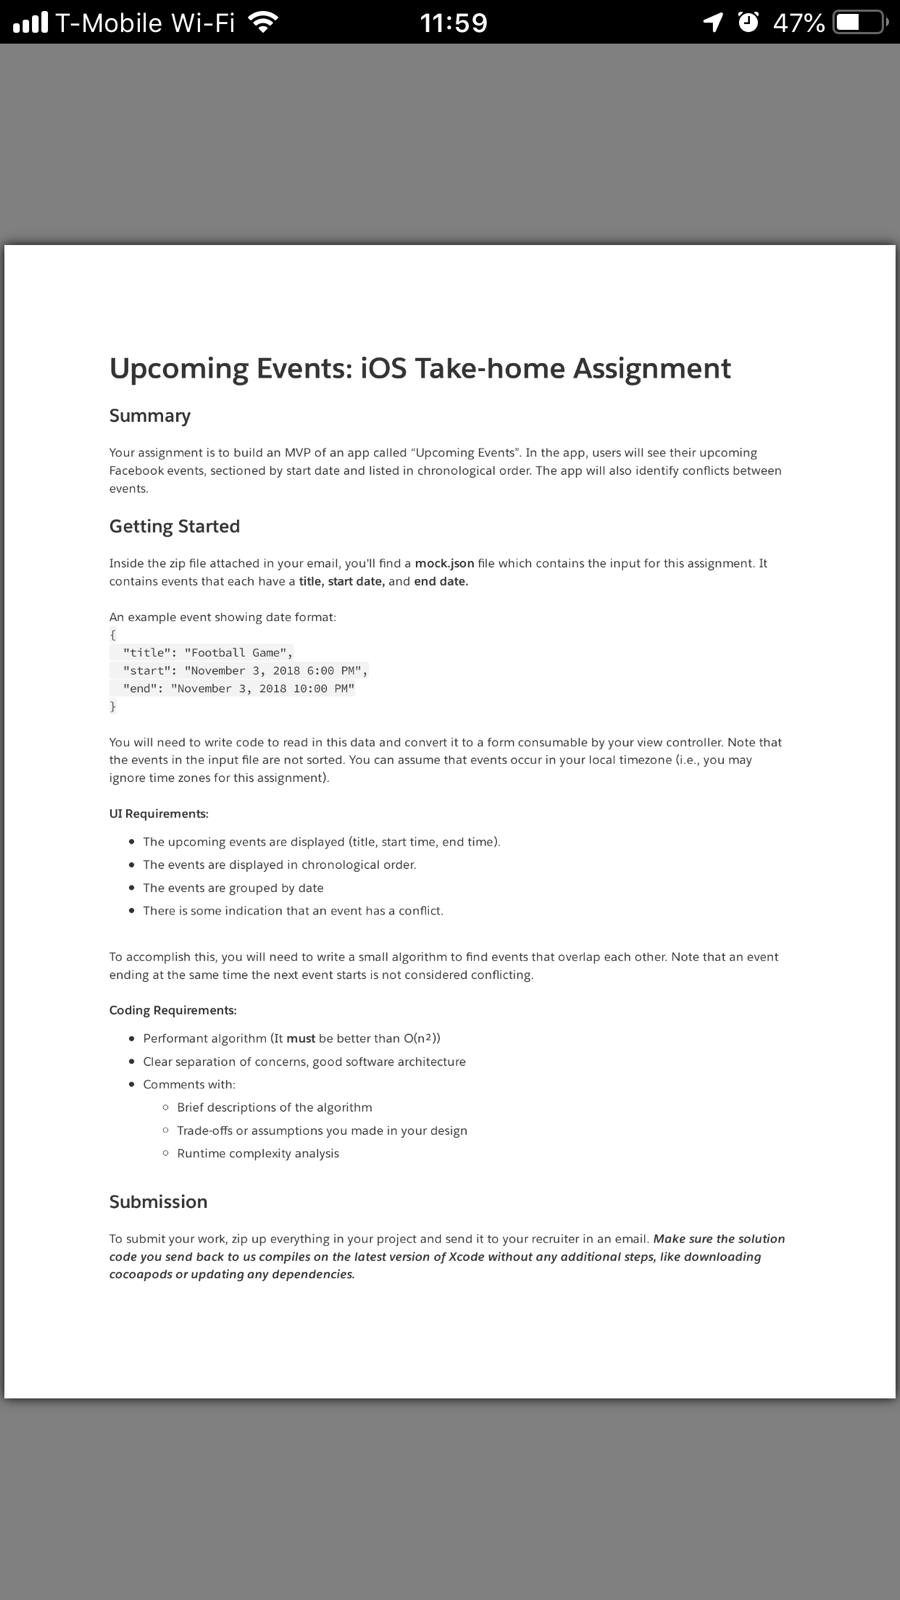 T-Mobile Wi-Fi 11:59 47%
Upcoming Events: iOS Take-home Assignment
Summary
Your assignment is to build an MVP of an app called “Upcoming Events”. In the app, users will see their upcoming
Facebook events, sectioned by start date and listed in chronological order. The app will also identify conflicts between
events.
Getting Started
Inside the zip file attached in your email, you'll find a mock.json file which contains the input for this assignment. It
contains events that each have a title, start date, and end date.
An example event showing date format:
{
"title": "Football Game",
"start": "November 3, 2018 6:00 PM",
"end": "November 3, 2018 10:00 PM"
}
You will need to write code to read in this data and convert it to a form consumable by your view controller. Note that
the events in the input file are not sorted. You can assume that events occur in your local timezone (i.e., you may
ignore time zones for this assignment).
UI Requirements:
• The upcoming events are displayed (title, start time, end time).
• The events are displayed in chronological order.
• The events are grouped by date
• There is some indication that an event has a conflict.
To accomplish this, you will need to write a small algorithm to find events that overlap each other. Note that an event
ending at the same time the next event starts is not considered conflicting.
Coding Requirements:
• Performant algorithm (It must be better than O(n²))
• Clear separation of concerns, good software architecture
• Comments with:
○ Brief descriptions of the algorithm
○ Trade-offs or assumptions you made in your design
○ Runtime complexity analysis
Submission
To submit your work, zip up everything in your project and send it to your recruiter in an email. Make sure the solution
code you send back to us compiles on the latest version of Xcode without any additional steps, like downloading
cocoapods or updating any dependencies.